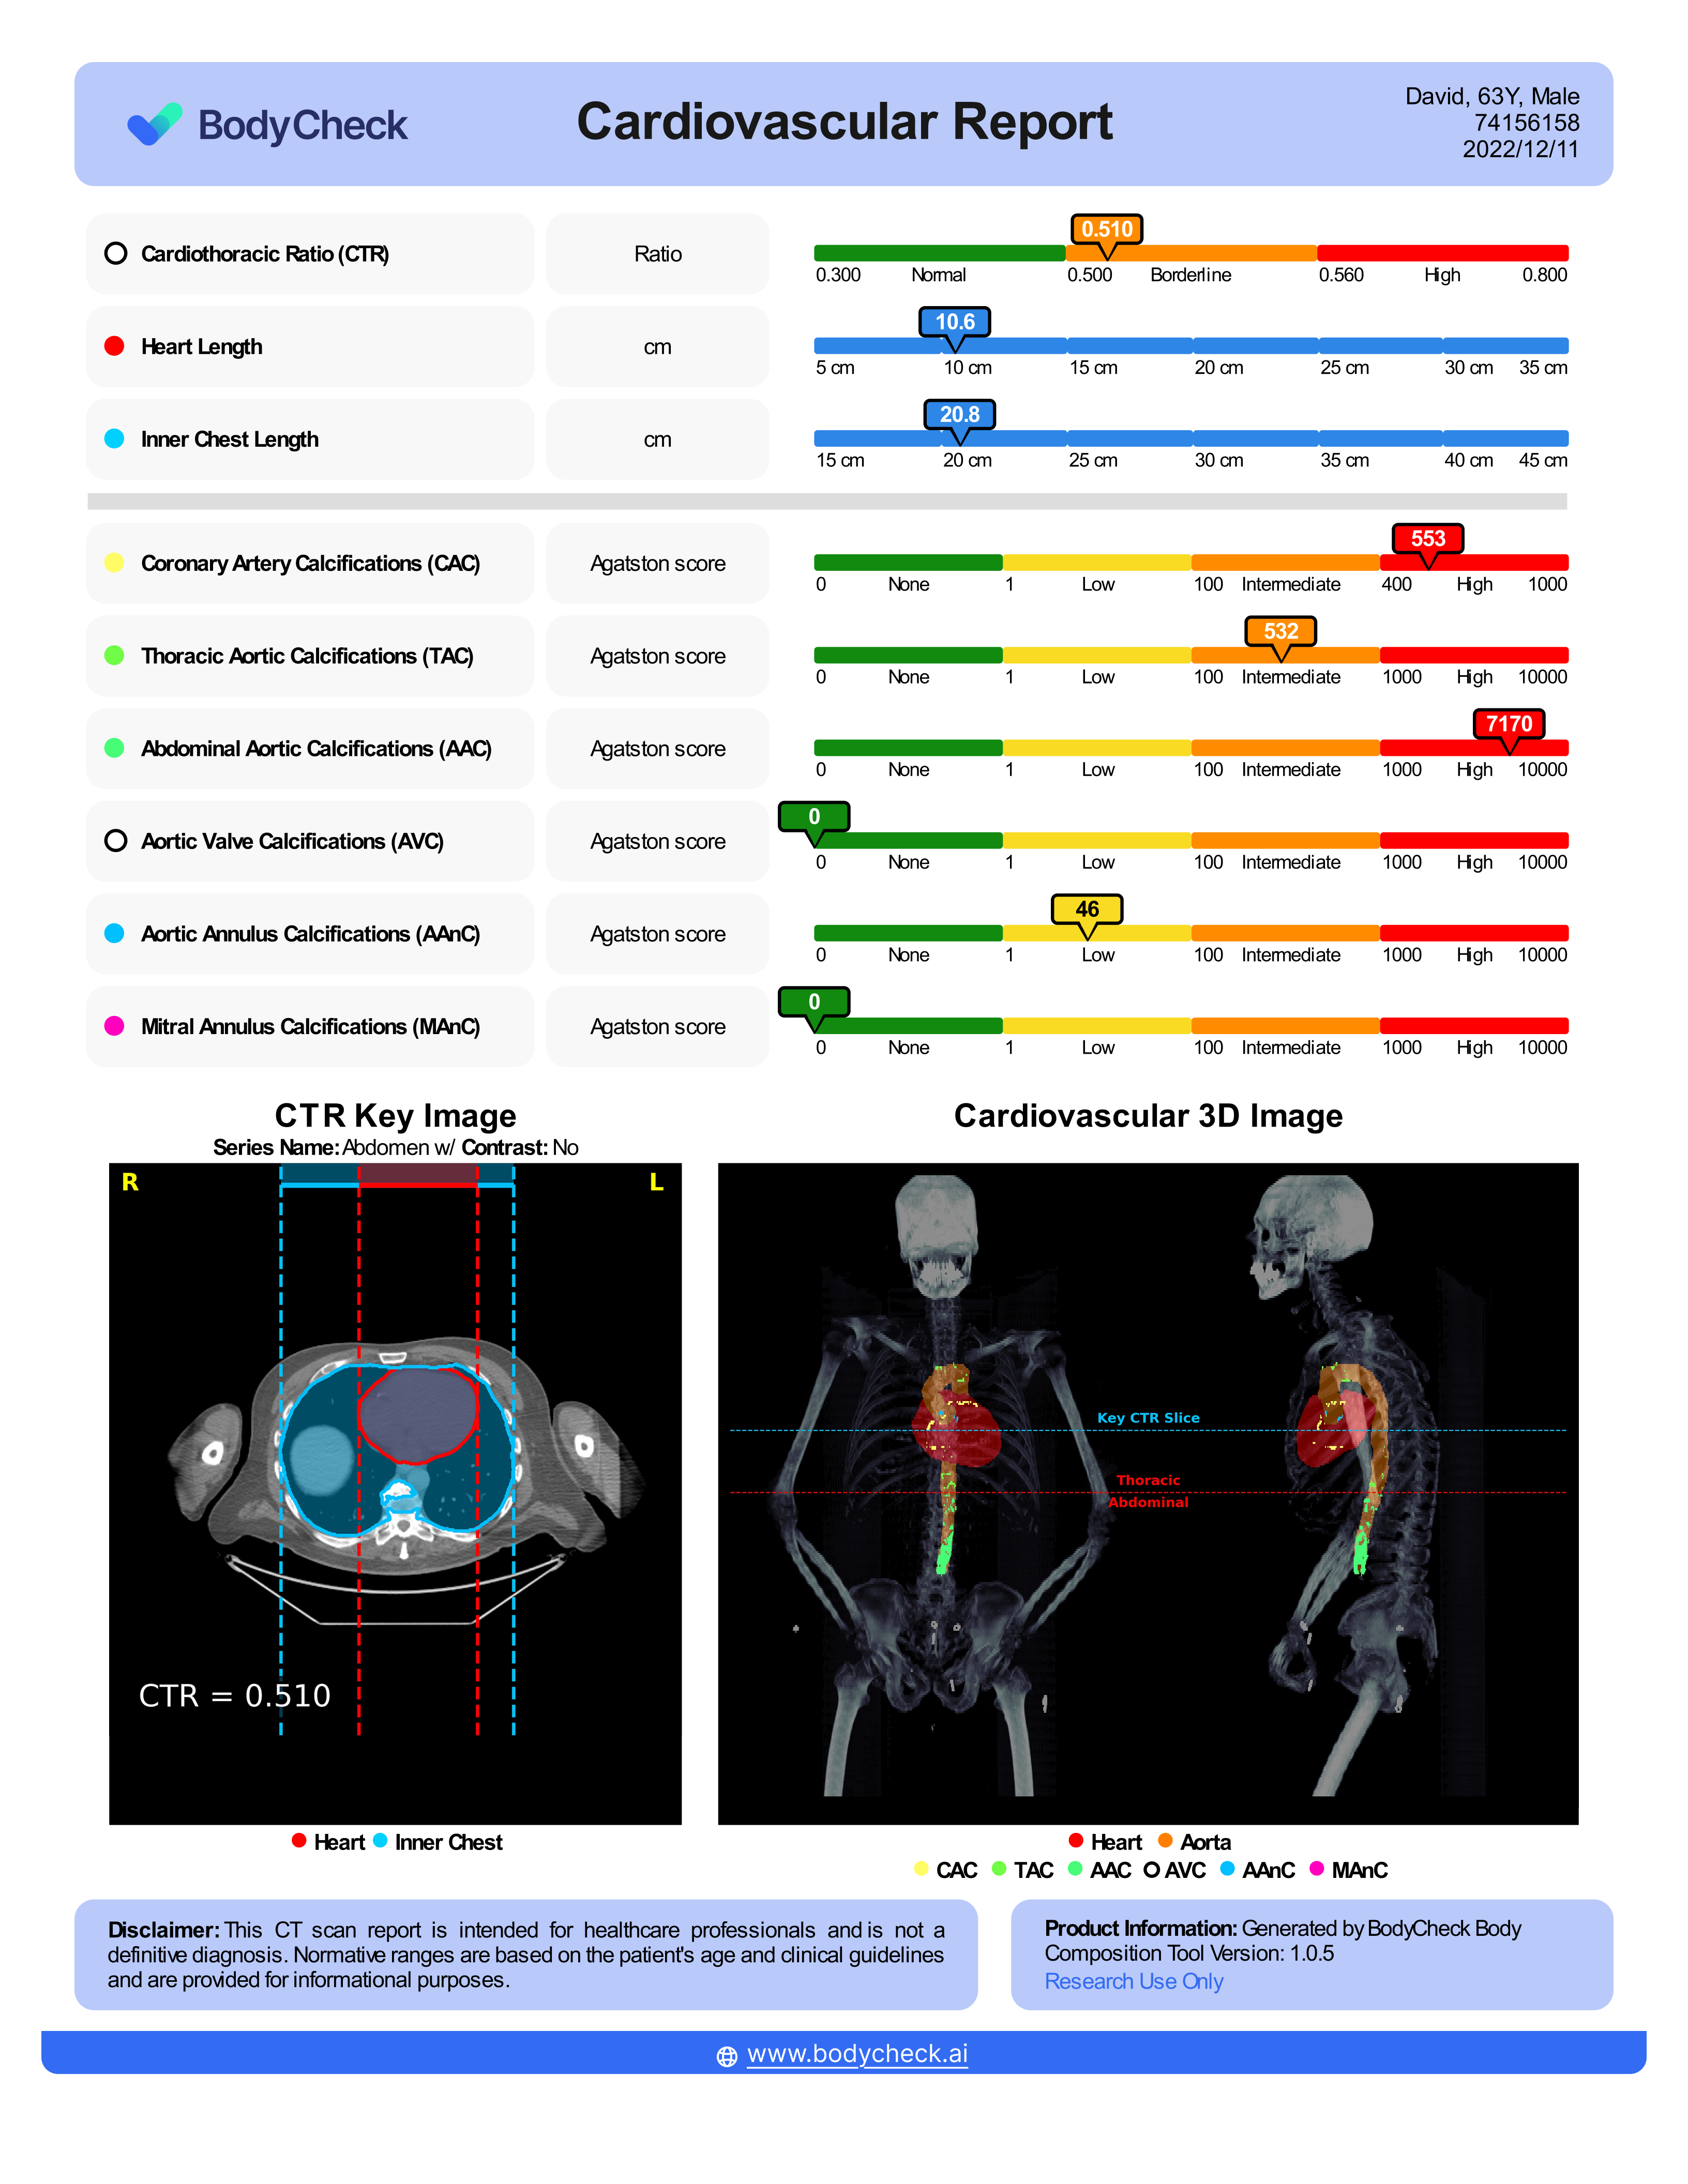 BodyCheck
Cardiovascular Report
David, 63Y, Male
74156158
2022/12/11
Cardiothoracic Ratio (CTR) Ratio 0.510
0.300 Normal 0.500 Borderline 0.560 High 0.800
Heart Length cm 10.6
5 cm 10 cm 15 cm 20 cm 25 cm 30 cm 35 cm
Inner Chest Length cm 20.8
15 cm 20 cm 25 cm 30 cm 35 cm 40 cm 45 cm
Coronary Artery Calcifications (CAC) Agatston score 553
0 None 1 Low 100 Intermediate 400 High 1000
Thoracic Aortic Calcifications (TAC) Agatston score 532
0 None 1 Low 100 Intermediate 1000 High 10000
Abdominal Aortic Calcifications (AAC) Agatston score 7170
0 None 1 Low 100 Intermediate 1000 High 10000
Aortic Valve Calcifications (AVC) Agatston score 0
0 None 1 Low 100 Intermediate 1000 High 10000
Aortic Annulus Calcifications (AAnC) Agatston score 46
0 None 1 Low 100 Intermediate 1000 High 10000
Mitral Annulus Calcifications (MAnC) Agatston score 0
0 None 1 Low 100 Intermediate 1000 High 10000
CTR Key Image
Series Name: Abdomen w/ Contrast: No
R L
CTR = 0.510
Heart Inner Chest
Cardiovascular 3D Image
Key CTR Slice
Thoracic
Abdominal
Heart Aorta
CAC TAC AAC AVC AAnC MAnC
Disclaimer: This CT scan report is intended for healthcare professionals and is not a
definitive diagnosis. Normative ranges are based on the patient's age and clinical guidelines
and are provided for informational purposes.
Product Information: Generated by BodyCheck Body
Composition Tool Version: 1.0.5
Research Use Only
www.bodycheck.ai